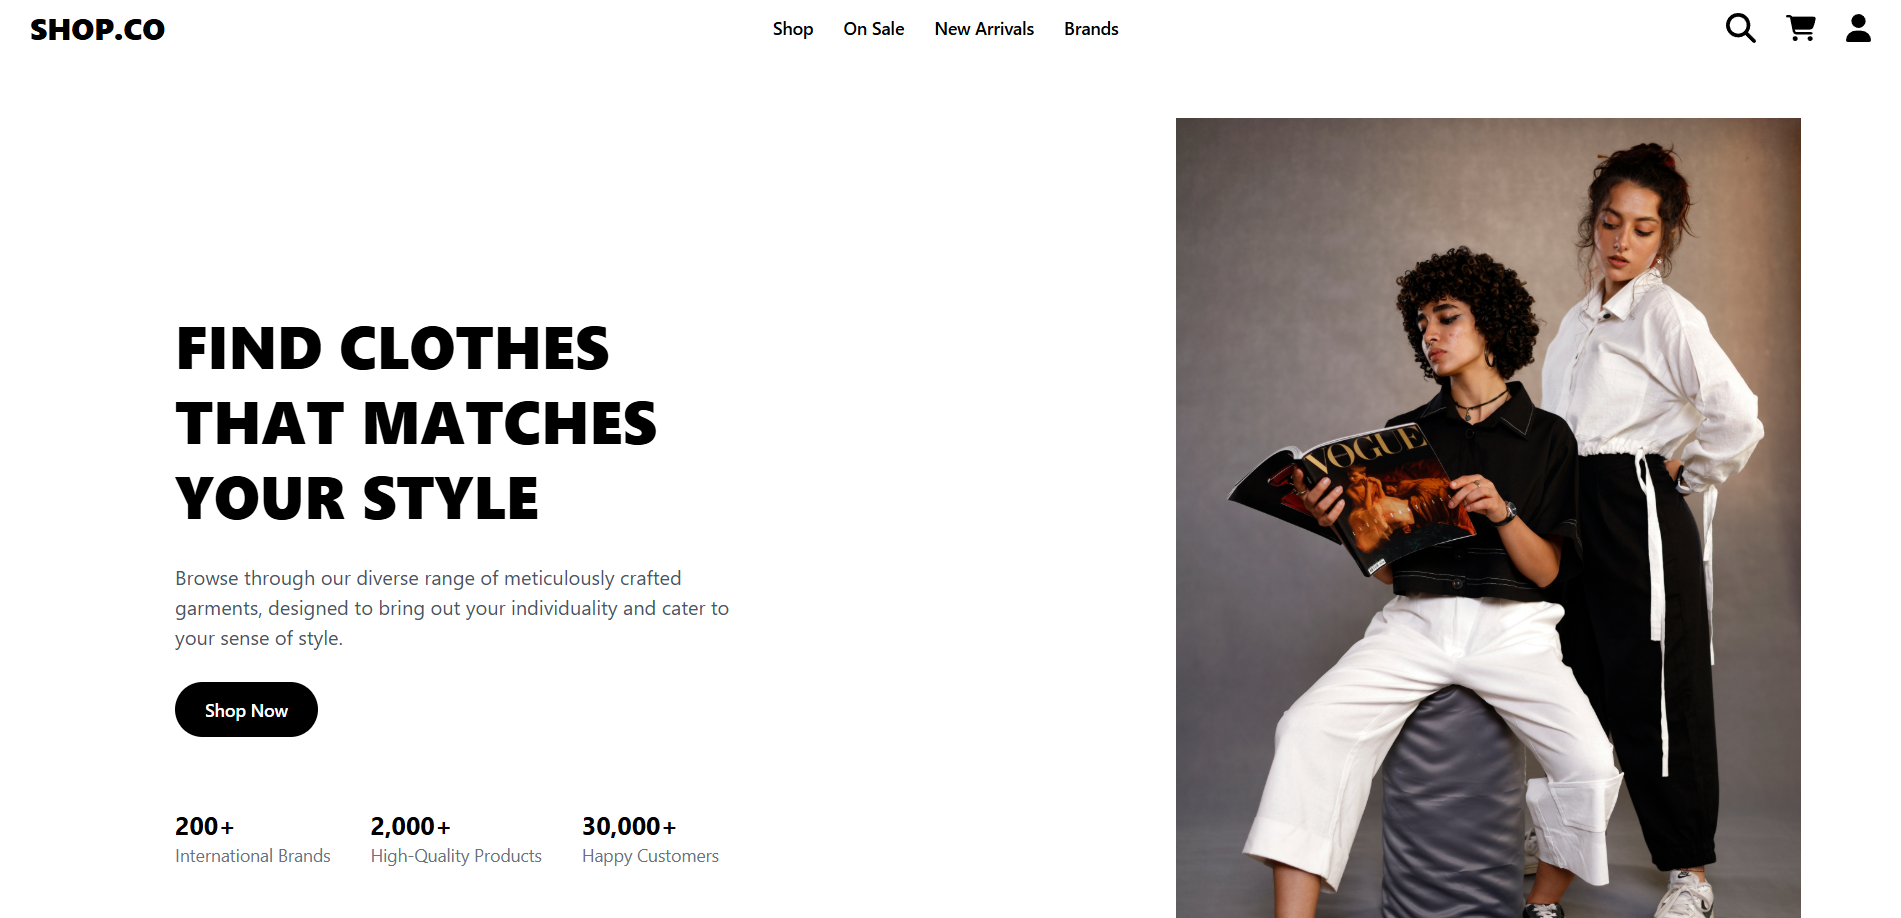 SHOP.CO
Shop
On Sale
New Arrivals
Brands
FIND CLOTHES
THAT MATCHES
YOUR STYLE
Browse through our diverse range of meticulously crafted
garments, designed to bring out your individuality and cater to
your sense of style.
Shop Now
200+
International Brands
2,000+
High-Quality Products
30,000+
Happy Customers
VOGUE